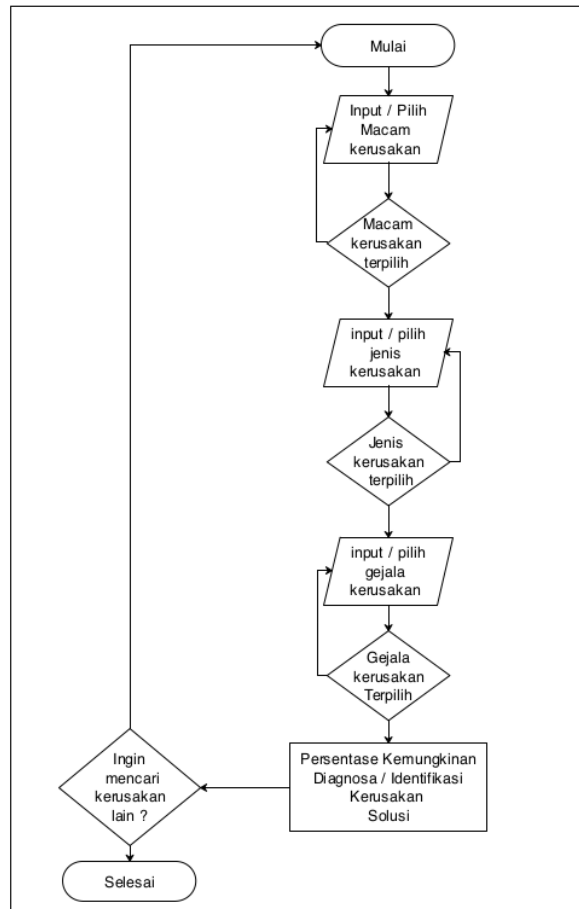 Mulai
Input / Pilih
Macam
kerusakan
Macam
kerusakan
terpilih
input / pilih
jenis
kerusakan
Jenis
kerusakan
terpilih
input / pilih
gejala
kerusakan
Gejala
kerusakan
Terpilih
Persentase Kemungkinan
Diagnosa / Identifikasi
Kerusakan
Solusi
Ingin
mencari
kerusakan
lain ?
Selesai